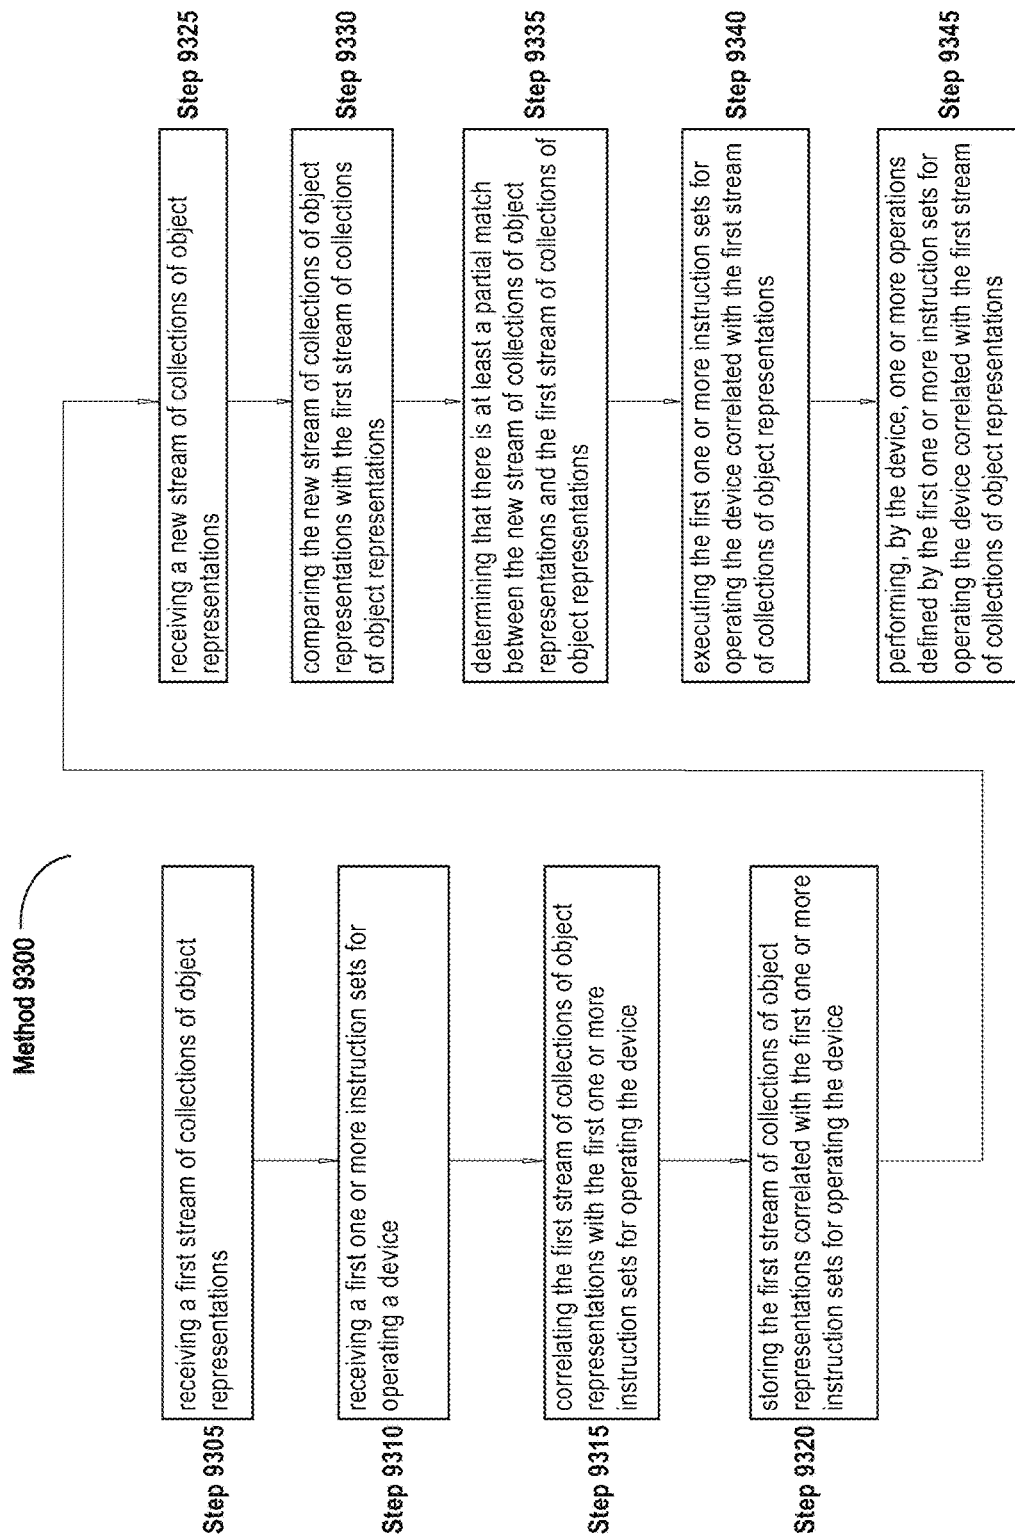 Method 9300
Step 9305
receiving a first stream of collections of object
representations
Step 9310
receiving a first one or more instruction sets for
operating a device
Step 9315
correlating the first stream of collections of object
representations with the first one or more
instruction sets for operating the device
Step 9320
storing the first stream of collections of object
representations correlated with the first one or more
instruction sets for operating the device
Step 9325
receiving a new stream of collections of object
representations
Step 9330
comparing the new stream of collections of object
representations with the first stream of collections
of object representations
Step 9335
determining that there is at least a partial match
between the new stream of collections of object
representations and the first stream of collections of
object representations
Step 9340
executing the first one or more instruction sets for
operating the device correlated with the first stream
of collections of object representations
Step 9345
performing, by the device, one or more operations
defined by the first one or more instruction sets for
operating the device correlated with the first stream
of collections of object representations